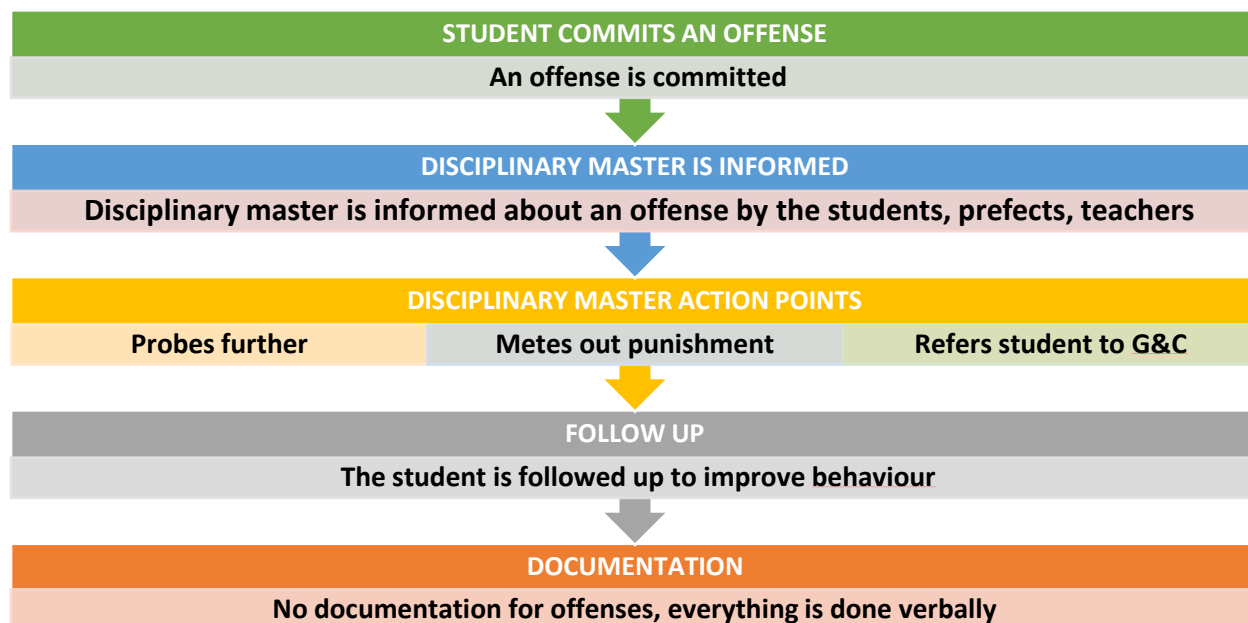 STUDENT COMMITS AN OFFENSE
An offense is committed
DISCIPLINARY MASTER IS INFORMED
Disciplinary master is informed about an offense by the students, prefects, teachers
DISCIPLINARY MASTER ACTION POINTS
Probes further
Metes out punishment
Refers student to G&C
FOLLOW UP
The student is followed up to improve behaviour
DOCUMENTATION
No documentation for offenses, everything is done verbally